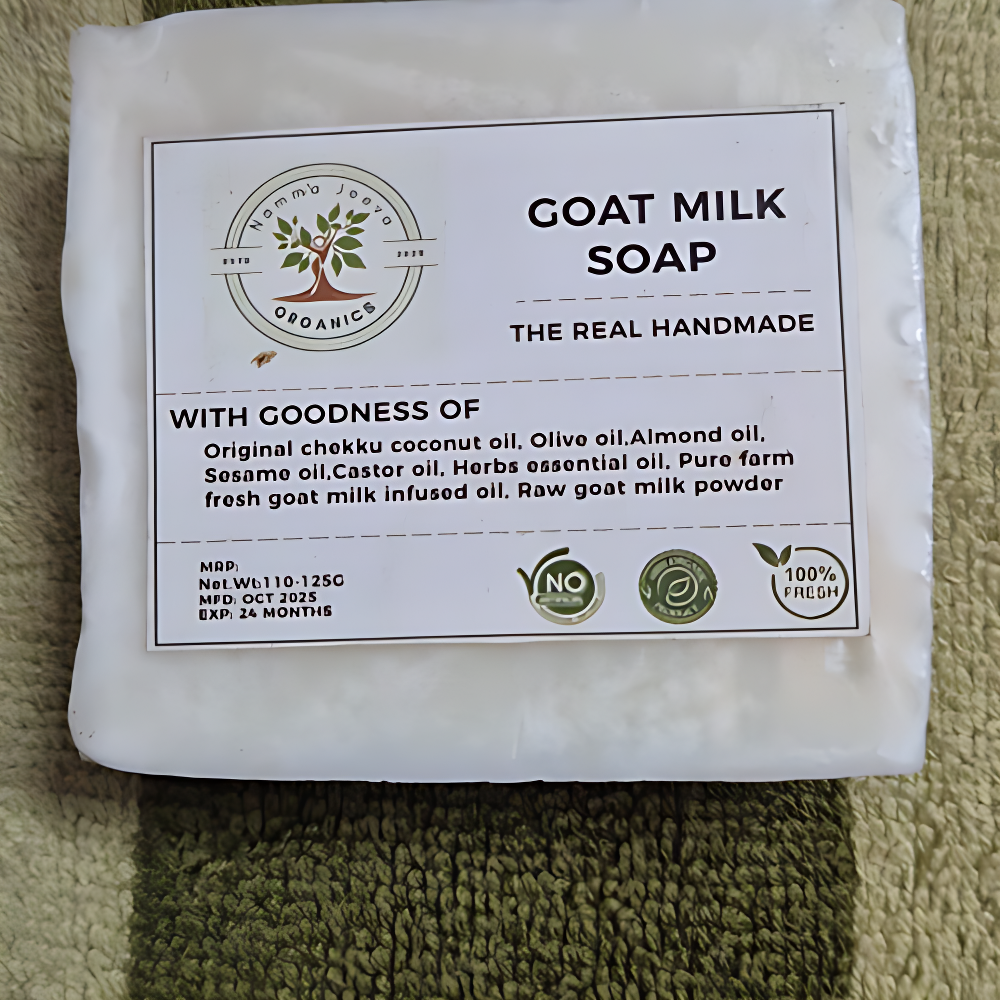 Namma Jeeva
ORGANICS
GOAT MILK
SOAP
THE REAL HANDMADE
WITH GOODNESS OF
Original chekku coconut oil, Olive oil,Almond oil,
Sesame oil,Castor oil, Herbs essential oil, Pure farm
fresh goat milk infused oil, Raw goat milk powder
MRP:
Net.Wt:110-125G
MFD: OCT 2025
EXP: 24 MONTHS
NO
100%
FRESH